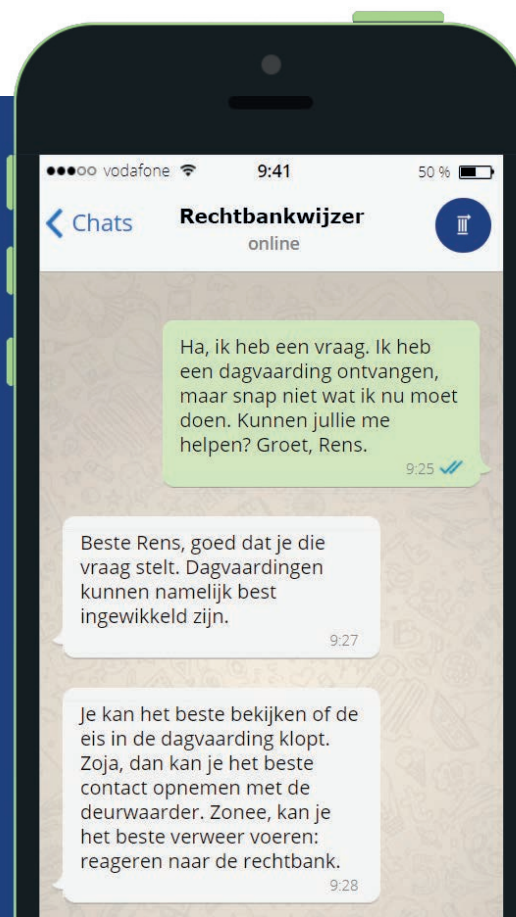 vodafone 9:41 50 %
Chats Rechtbankwijzer
online
Ha, ik heb een vraag. Ik heb
een dagvaarding ontvangen,
maar snap niet wat ik nu moet
doen. Kunnen jullie me
helpen? Groet, Rens.
9:25
Beste Rens, goed dat je die
vraag stelt. Dagvaardingen
kunnen namelijk best
ingewikkeld zijn.
9:27
Je kan het beste bekijken of de
eis in de dagvaarding klopt.
Zoja, dan kan je het beste
contact opnemen met de
deurwaarder. Zonee, kan je
het beste verweer voeren:
reageren naar de rechtbank.
9:28